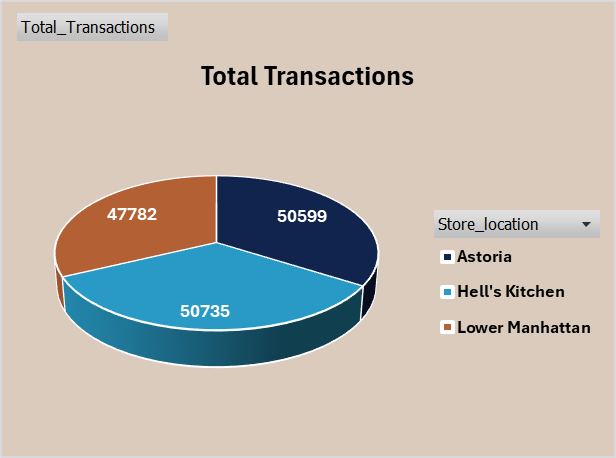 Total_Transactions
Total Transactions
47782
50599
50735
Store_location
Astoria
Hell's Kitchen
Lower Manhattan